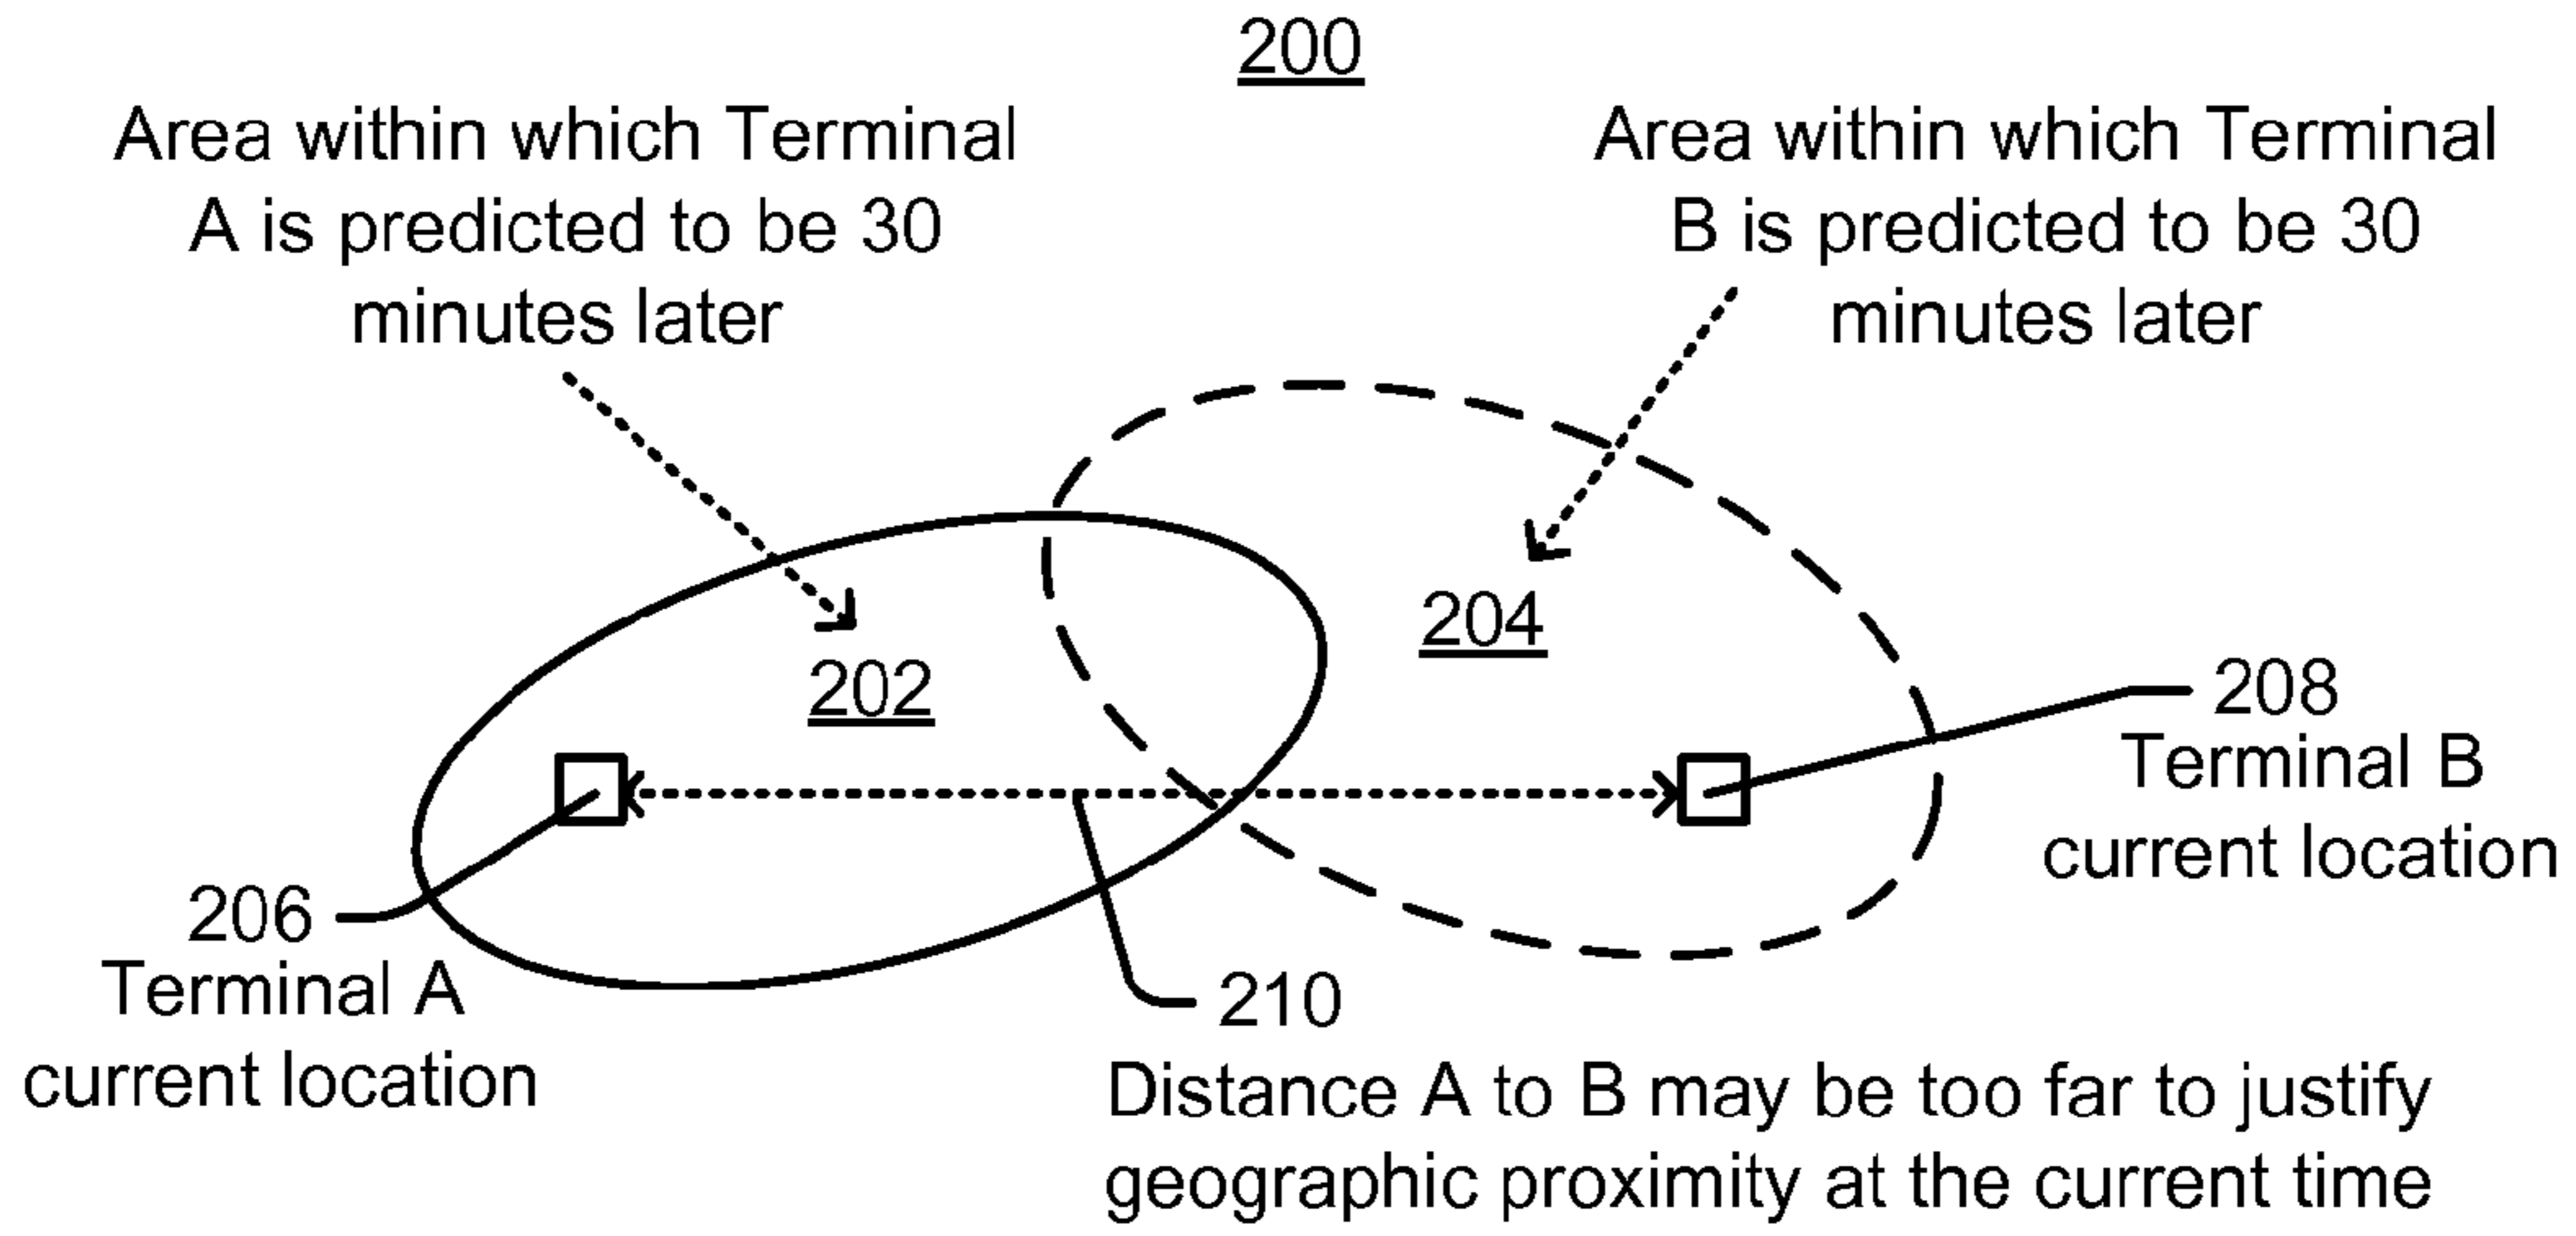 200
Area within which Terminal
A is predicted to be 30
minutes later
Area within which Terminal
B is predicted to be 30
minutes later
204
202
208
Terminal B
current location
206
Terminal A
current location
210
Distance A to B may be too far to justify
geographic proximity at the current time